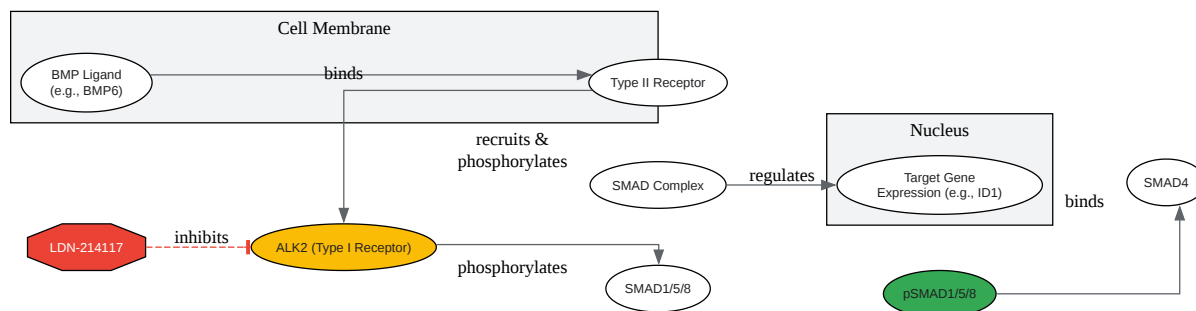 Cell Membrane
BMP Ligand
(e.g., BMP6)
binds
Type II Receptor
recruits &
phosphorylates
Nucleus
SMAD Complex
regulates
Target Gene
Expression (e.g., ID1)
binds
SMAD4
LDN-214117
inhibits
ALK2 (Type I Receptor)
phosphorylates
SMAD1/5/8
pSMAD1/5/8